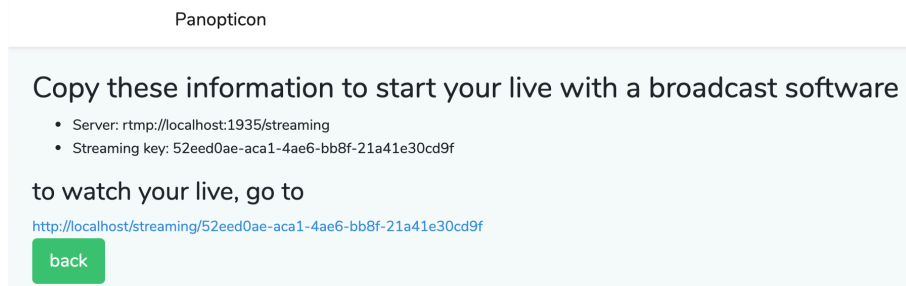 Panopticon
Copy these information to start your live with a broadcast software
Server: rtmp://localhost:1935/streaming
Streaming key: 52eed0ae-aca1-4ae6-bb8f-21a41e30cd9f
to watch your live, go to
http://localhost/streaming/52eed0ae-aca1-4ae6-bb8f-21a41e30cd9f
back